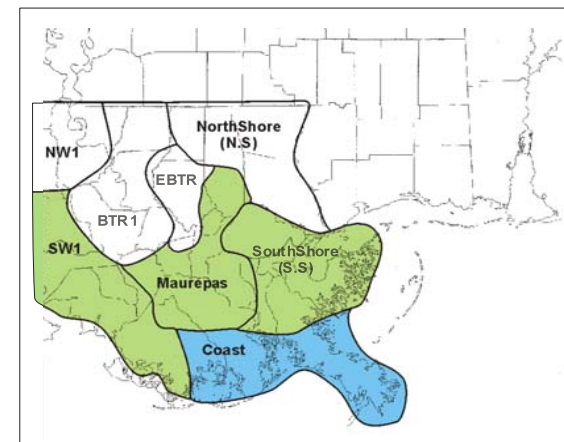 NorthShore
(N.S)
NW1
EBTR
BTR1
SW1
SouthShore
(S.S)
Maurepas
Coast